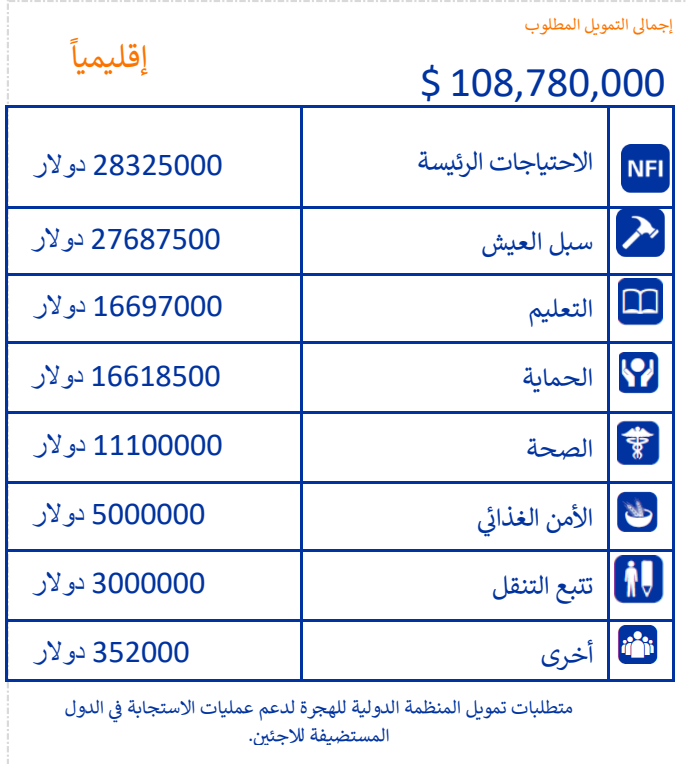 إجمالى التمويل المطلوب
إقليمياً
$ 108,780,000
NFI الاحتياجات الرئيسة 28325000 دولار
سبل العيش 27687500 دولار
التعليم 16697000 دولار
الحماية 16618500 دولار
الصحة 11100000 دولار
الأمن الغذائي 5000000 دولار
تتبع التنقل 3000000 دولار
أخرى 352000 دولار
متطلبات تمويل المنظمة الدولية للهجرة لدعم عمليات الاستجابة في الدول
المستضيفة للاجئين.